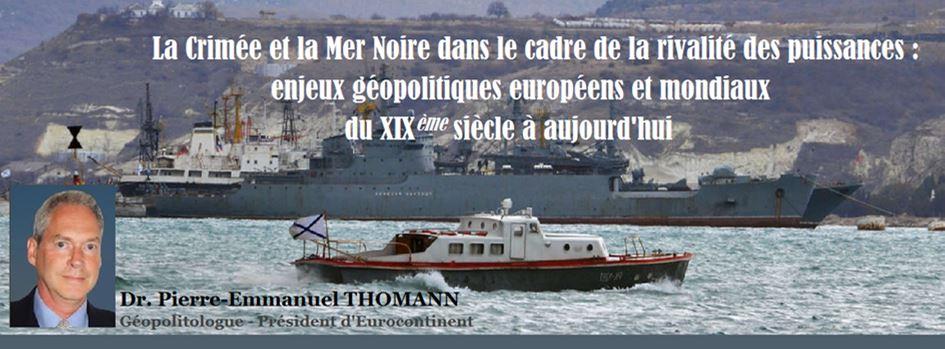 La Crimée et la Mer Noire dans le cadre de la rivalité des puissances :
enjeux géopolitiques européens et mondiaux
du XIXème siècle à aujourd'hui
Dr. Pierre-Emmanuel THOMANN
Géopolitologue - Président d'Eurocontinent